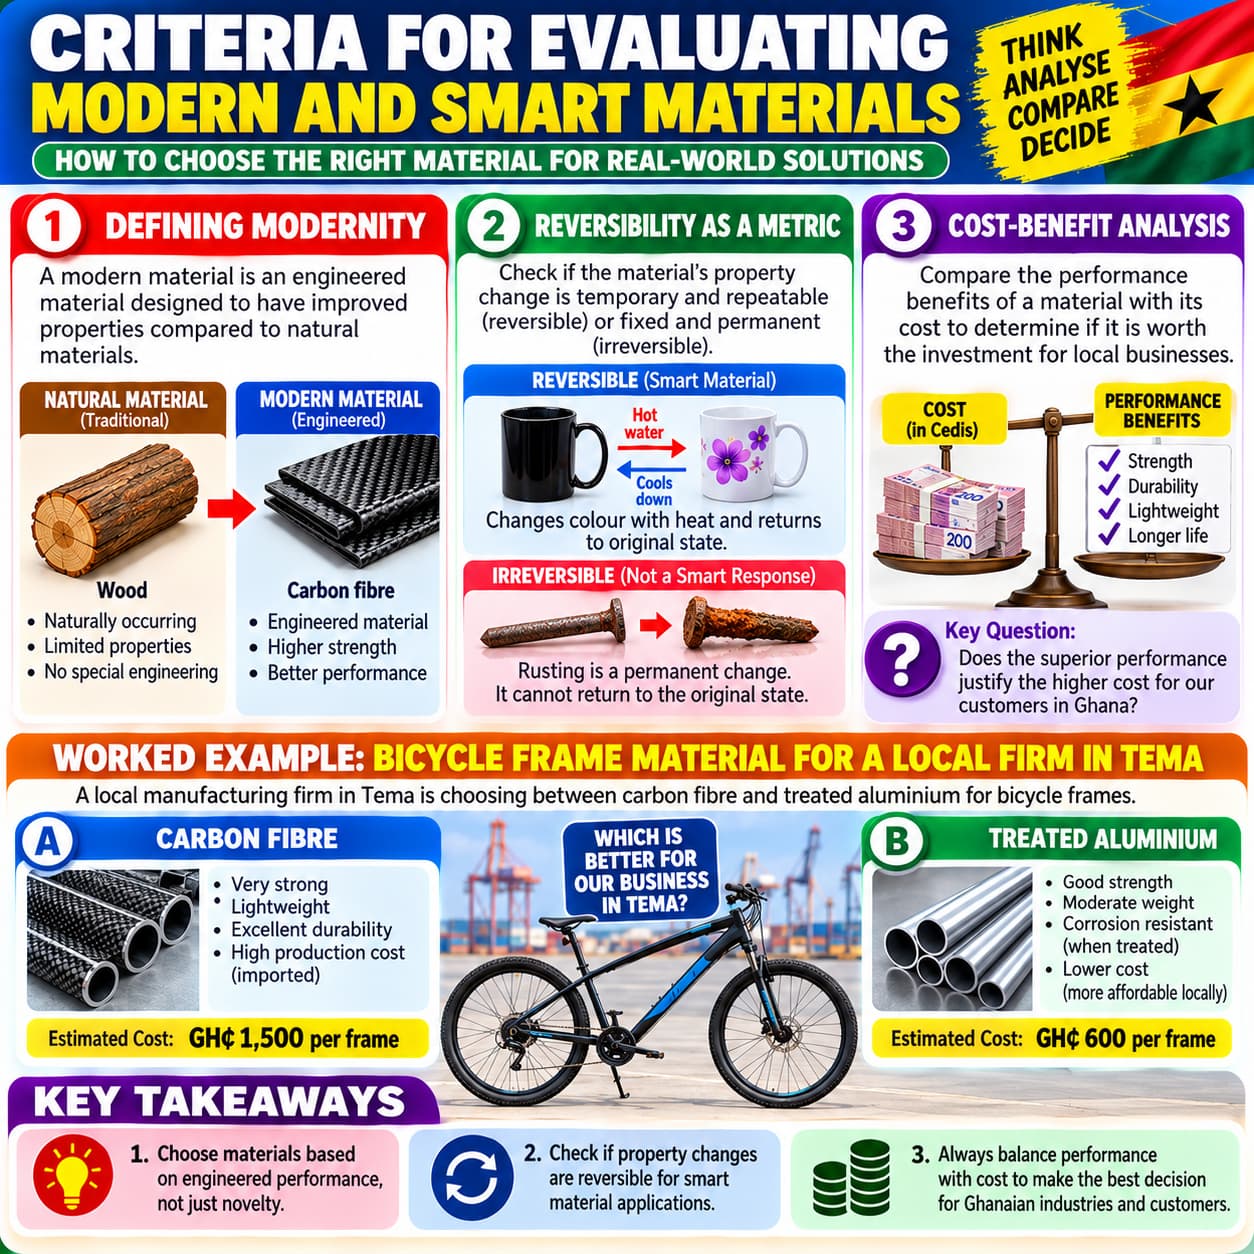 CRITERIA FOR EVALUATING
MODERN AND SMART MATERIALS
HOW TO CHOOSE THE RIGHT MATERIAL FOR REAL-WORLD SOLUTIONS
THINK
ANALYSE
COMPARE
DECIDE
1 DEFINING MODERNITY
A modern material is an engineered
material designed to have improved
properties compared to natural
materials.
NATURAL MATERIAL
(Traditional)
Wood
• Naturally occurring
• Limited properties
• No special engineering
MODERN MATERIAL
(Engineered)
Carbon fibre
• Engineered material
• Higher strength
• Better performance
2 REVERSIBILITY AS A METRIC
Check if the material's property
change is temporary and repeatable
(reversible) or fixed and permanent
(irreversible).
REVERSIBLE (Smart Material)
Hot
water
Cools
down
Changes colour with heat and returns
to original state.
IRREVERSIBLE (Not a Smart Response)
Rusting is a permanent change.
It cannot return to the original state.
3 COST-BENEFIT ANALYSIS
Compare the performance
benefits of a material with its
cost to determine if it is worth
the investment for local businesses.
COST
(in Cedis)
200
200
PERFORMANCE
BENEFITS
✓ Strength
✓ Durability
✓ Lightweight
✓ Longer life
?
Key Question:
Does the superior performance
justify the higher cost for our
customers in Ghana?
WORKED EXAMPLE: BICYCLE FRAME MATERIAL FOR A LOCAL FIRM IN TEMA
A local manufacturing firm in Tema is choosing between carbon fibre and treated aluminium for bicycle frames.
A CARBON FIBRE
• Very strong
• Lightweight
• Excellent durability
• High production cost
(imported)
Estimated Cost: GH₵ 1,500 per frame
WHICH IS
BETTER FOR
OUR BUSINESS
IN TEMA?
B TREATED ALUMINIUM
• Good strength
• Moderate weight
• Corrosion resistant
(when treated)
• Lower cost
(more affordable locally)
Estimated Cost: GH₵ 600 per frame
KEY TAKEAWAYS
1. Choose materials based
on engineered performance,
not just novelty.
2. Check if property changes
are reversible for smart
material applications.
3. Always balance performance
with cost to make the best decision
for Ghanaian industries and customers.